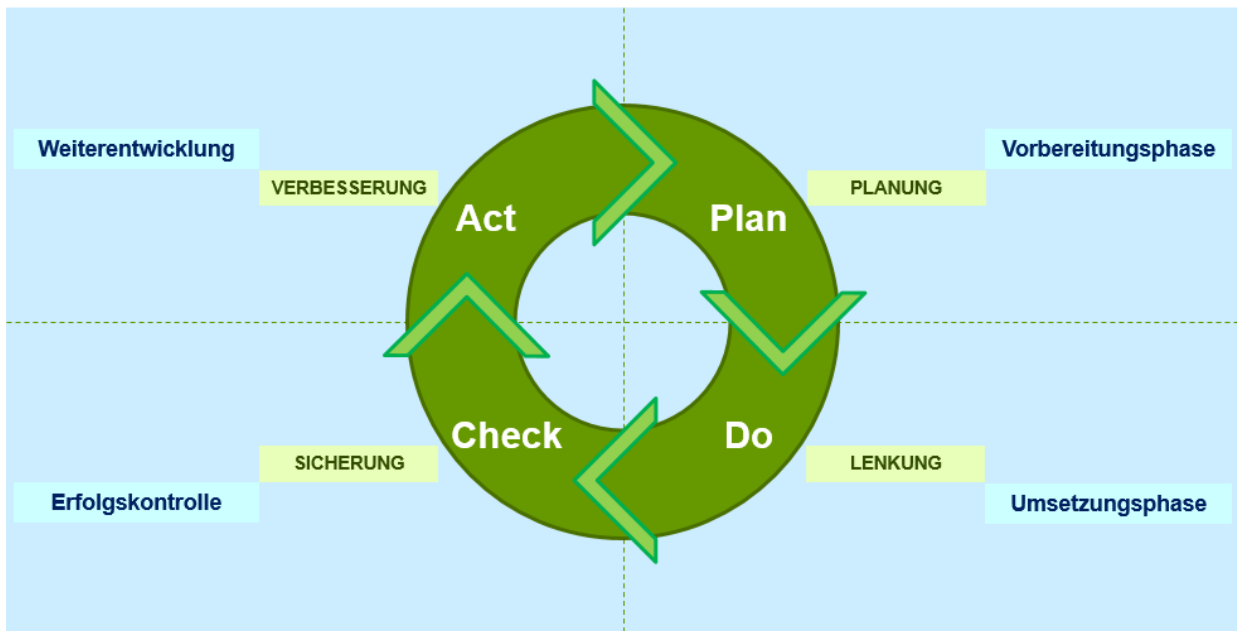 Weiterentwicklung
VERBESSERUNG
Act
Plan
PLANUNG
Vorbereitungsphase
Check
SICHERUNG
Erfolgskontrolle
Do
LENKUNG
Umsetzungsphase